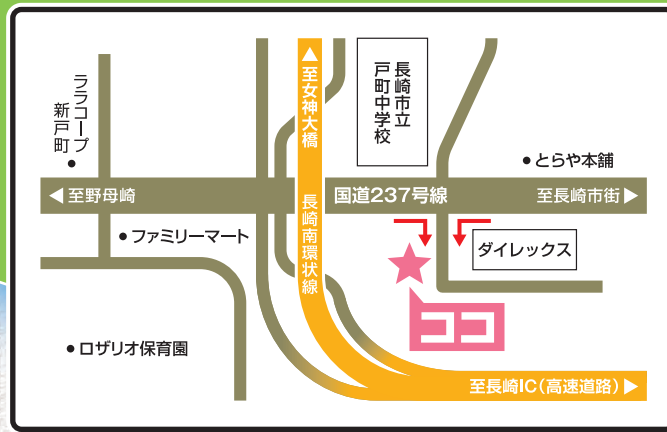 ララコープ
新戸町
▲至女神大橋
長崎市立
戸町中学校
とらや本舗
◀至野母崎
国道237号線
至長崎市街▶
長崎南環状線
ファミリーマート
ダイレックス
ココ
ロザリオ保育園
至長崎IC(高速道路)▶